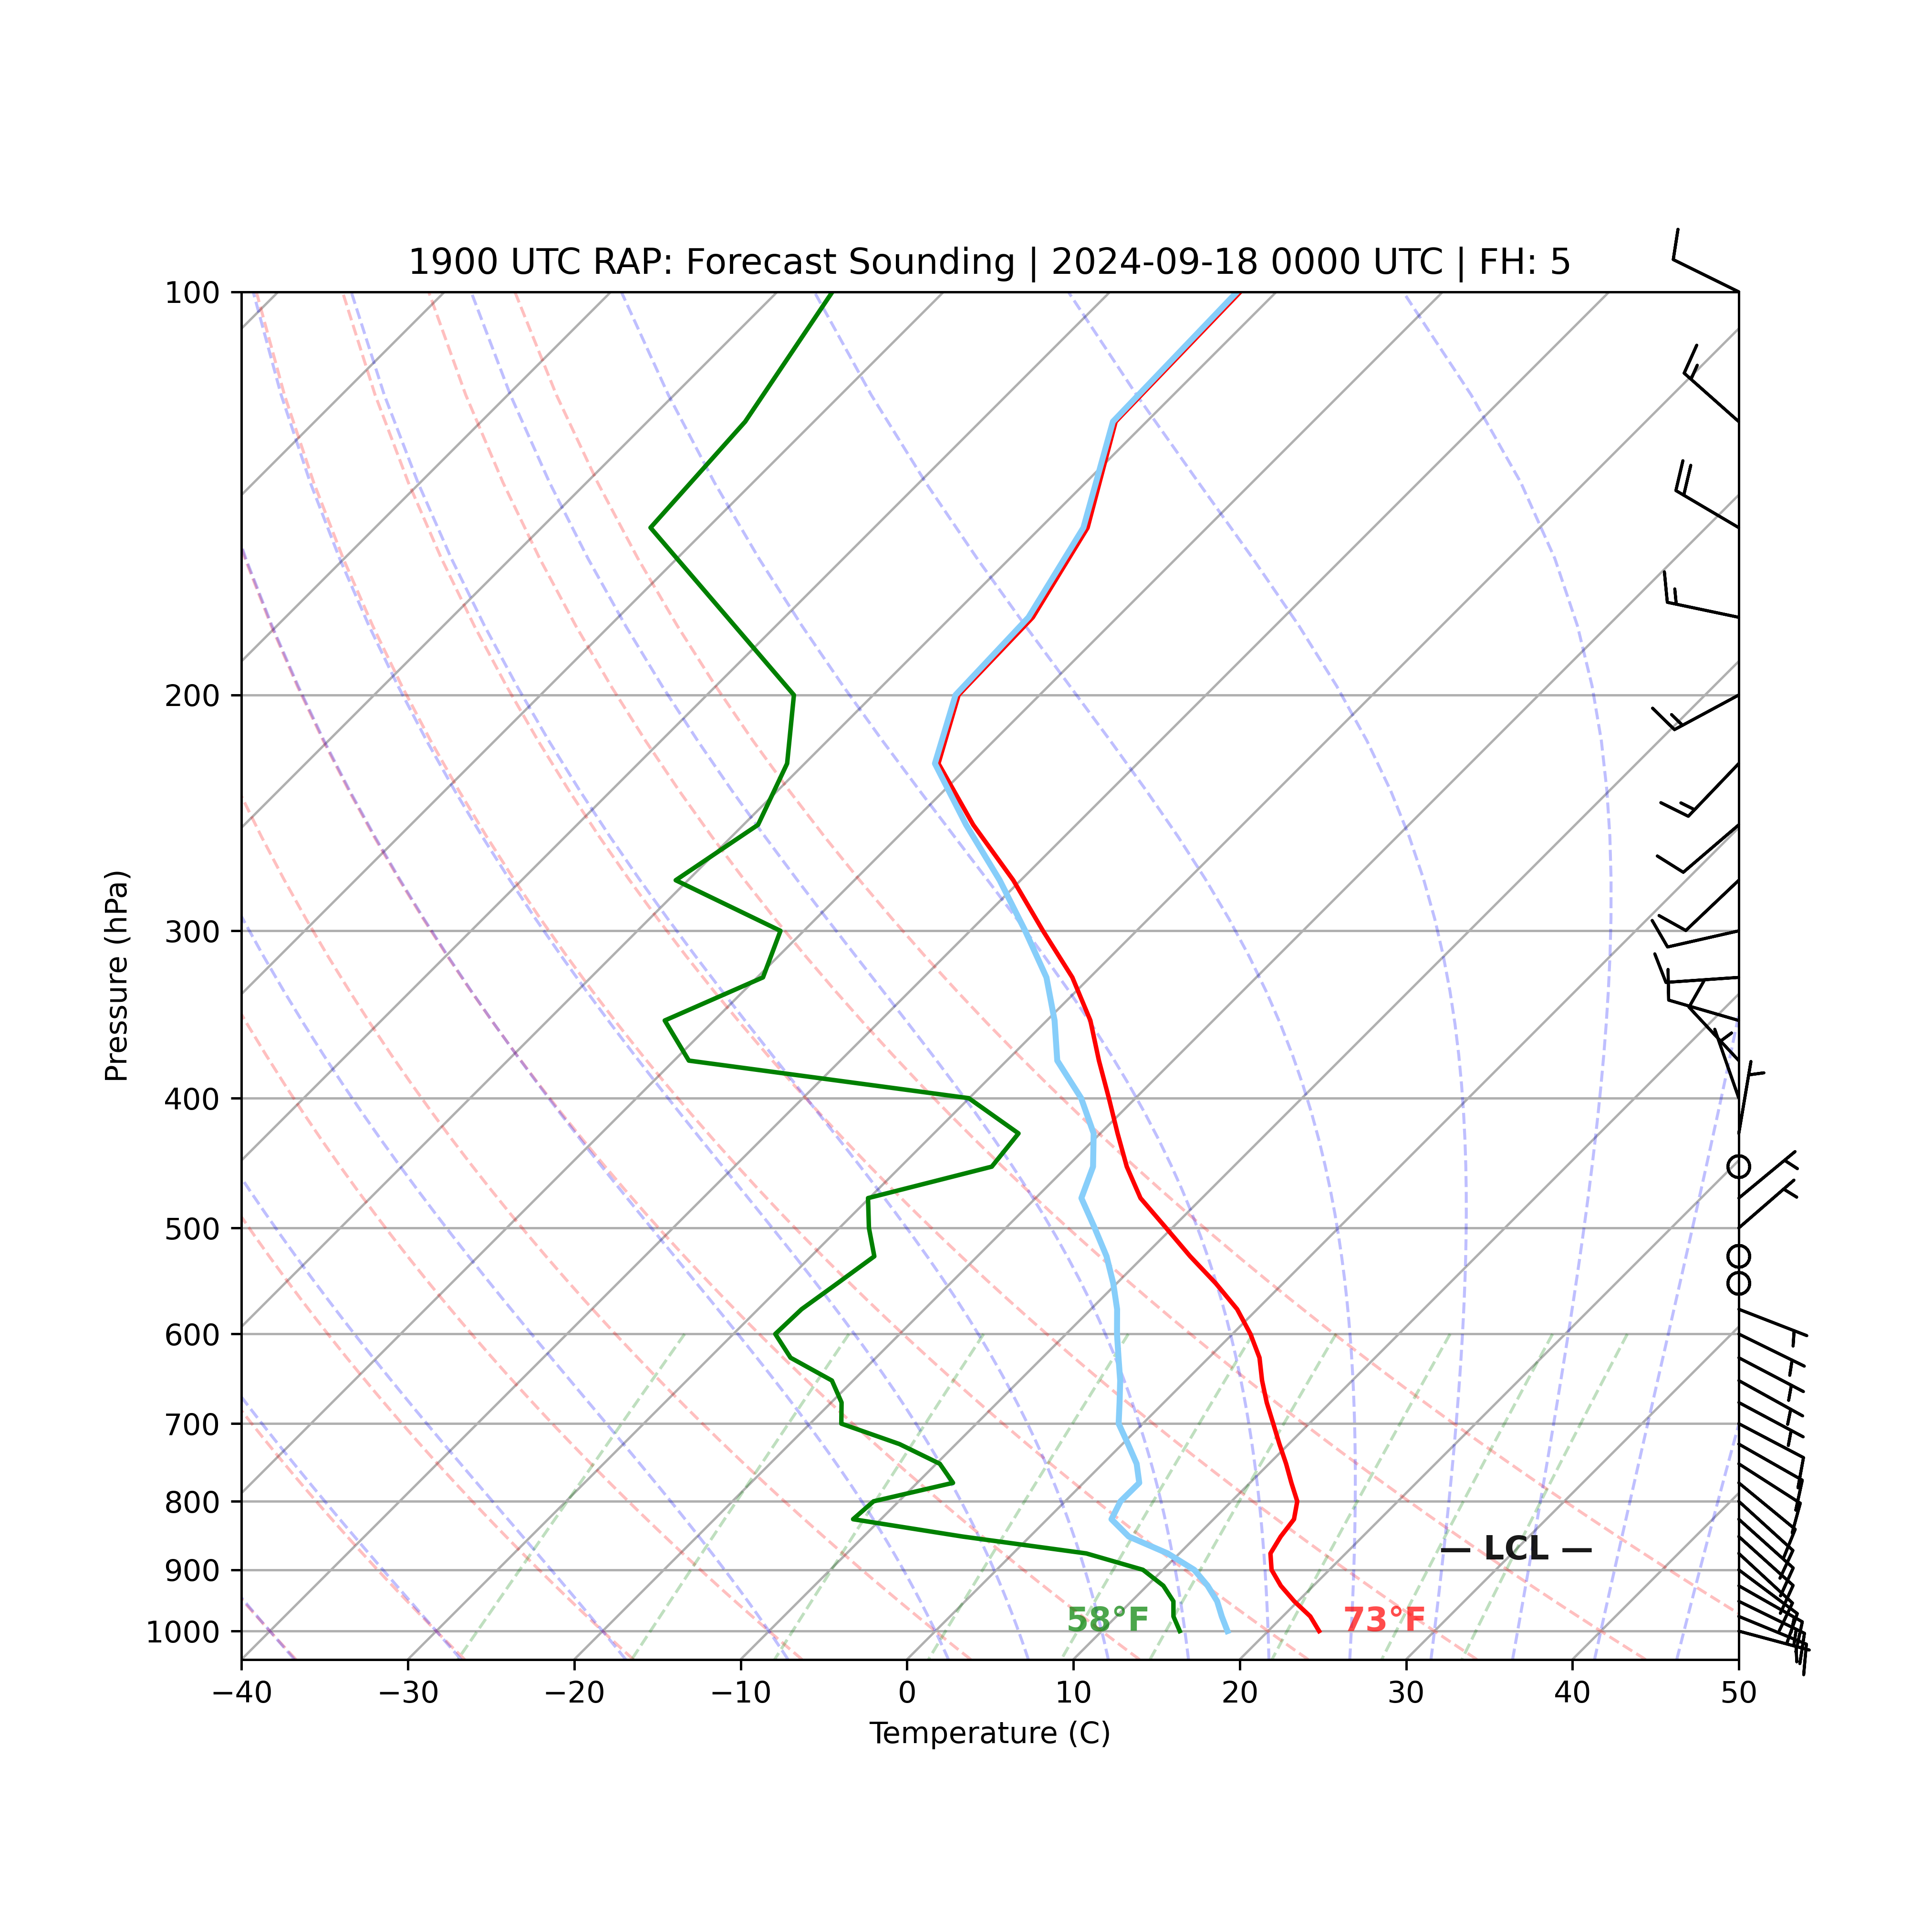 1900 UTC RAP: Forecast Sounding | 2024-09-18 0000 UTC | FH: 5
100
200
300
400
500
600
700
800
900
1000
Pressure (hPa)
— LCL —
58°F
73°F
−40 −30 −20 −10 0 10 20 30 40 50
Temperature (C)